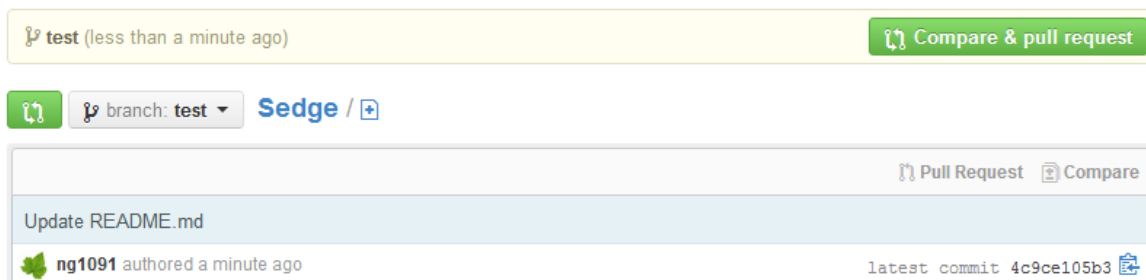 test (less than a minute ago) Compare & pull request
branch: test Sedge /
Pull Request Compare
Update README.md
ng1091 authored a minute ago latest commit 4c9ce105b3